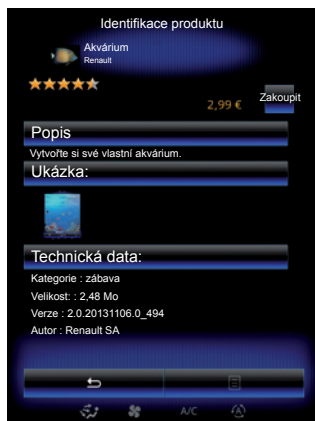 Identifikace produktu
Akvárium
Renault
2,99 €
Zakoupit
Popis
Vytvořte si své vlastní akvárium.
Ukázka:
Technická data:
Kategorie : zábava
Velikost: : 2,48 Mo
Verze : 2.0.20131106.0_494
Autor : Renault SA
A/C
A